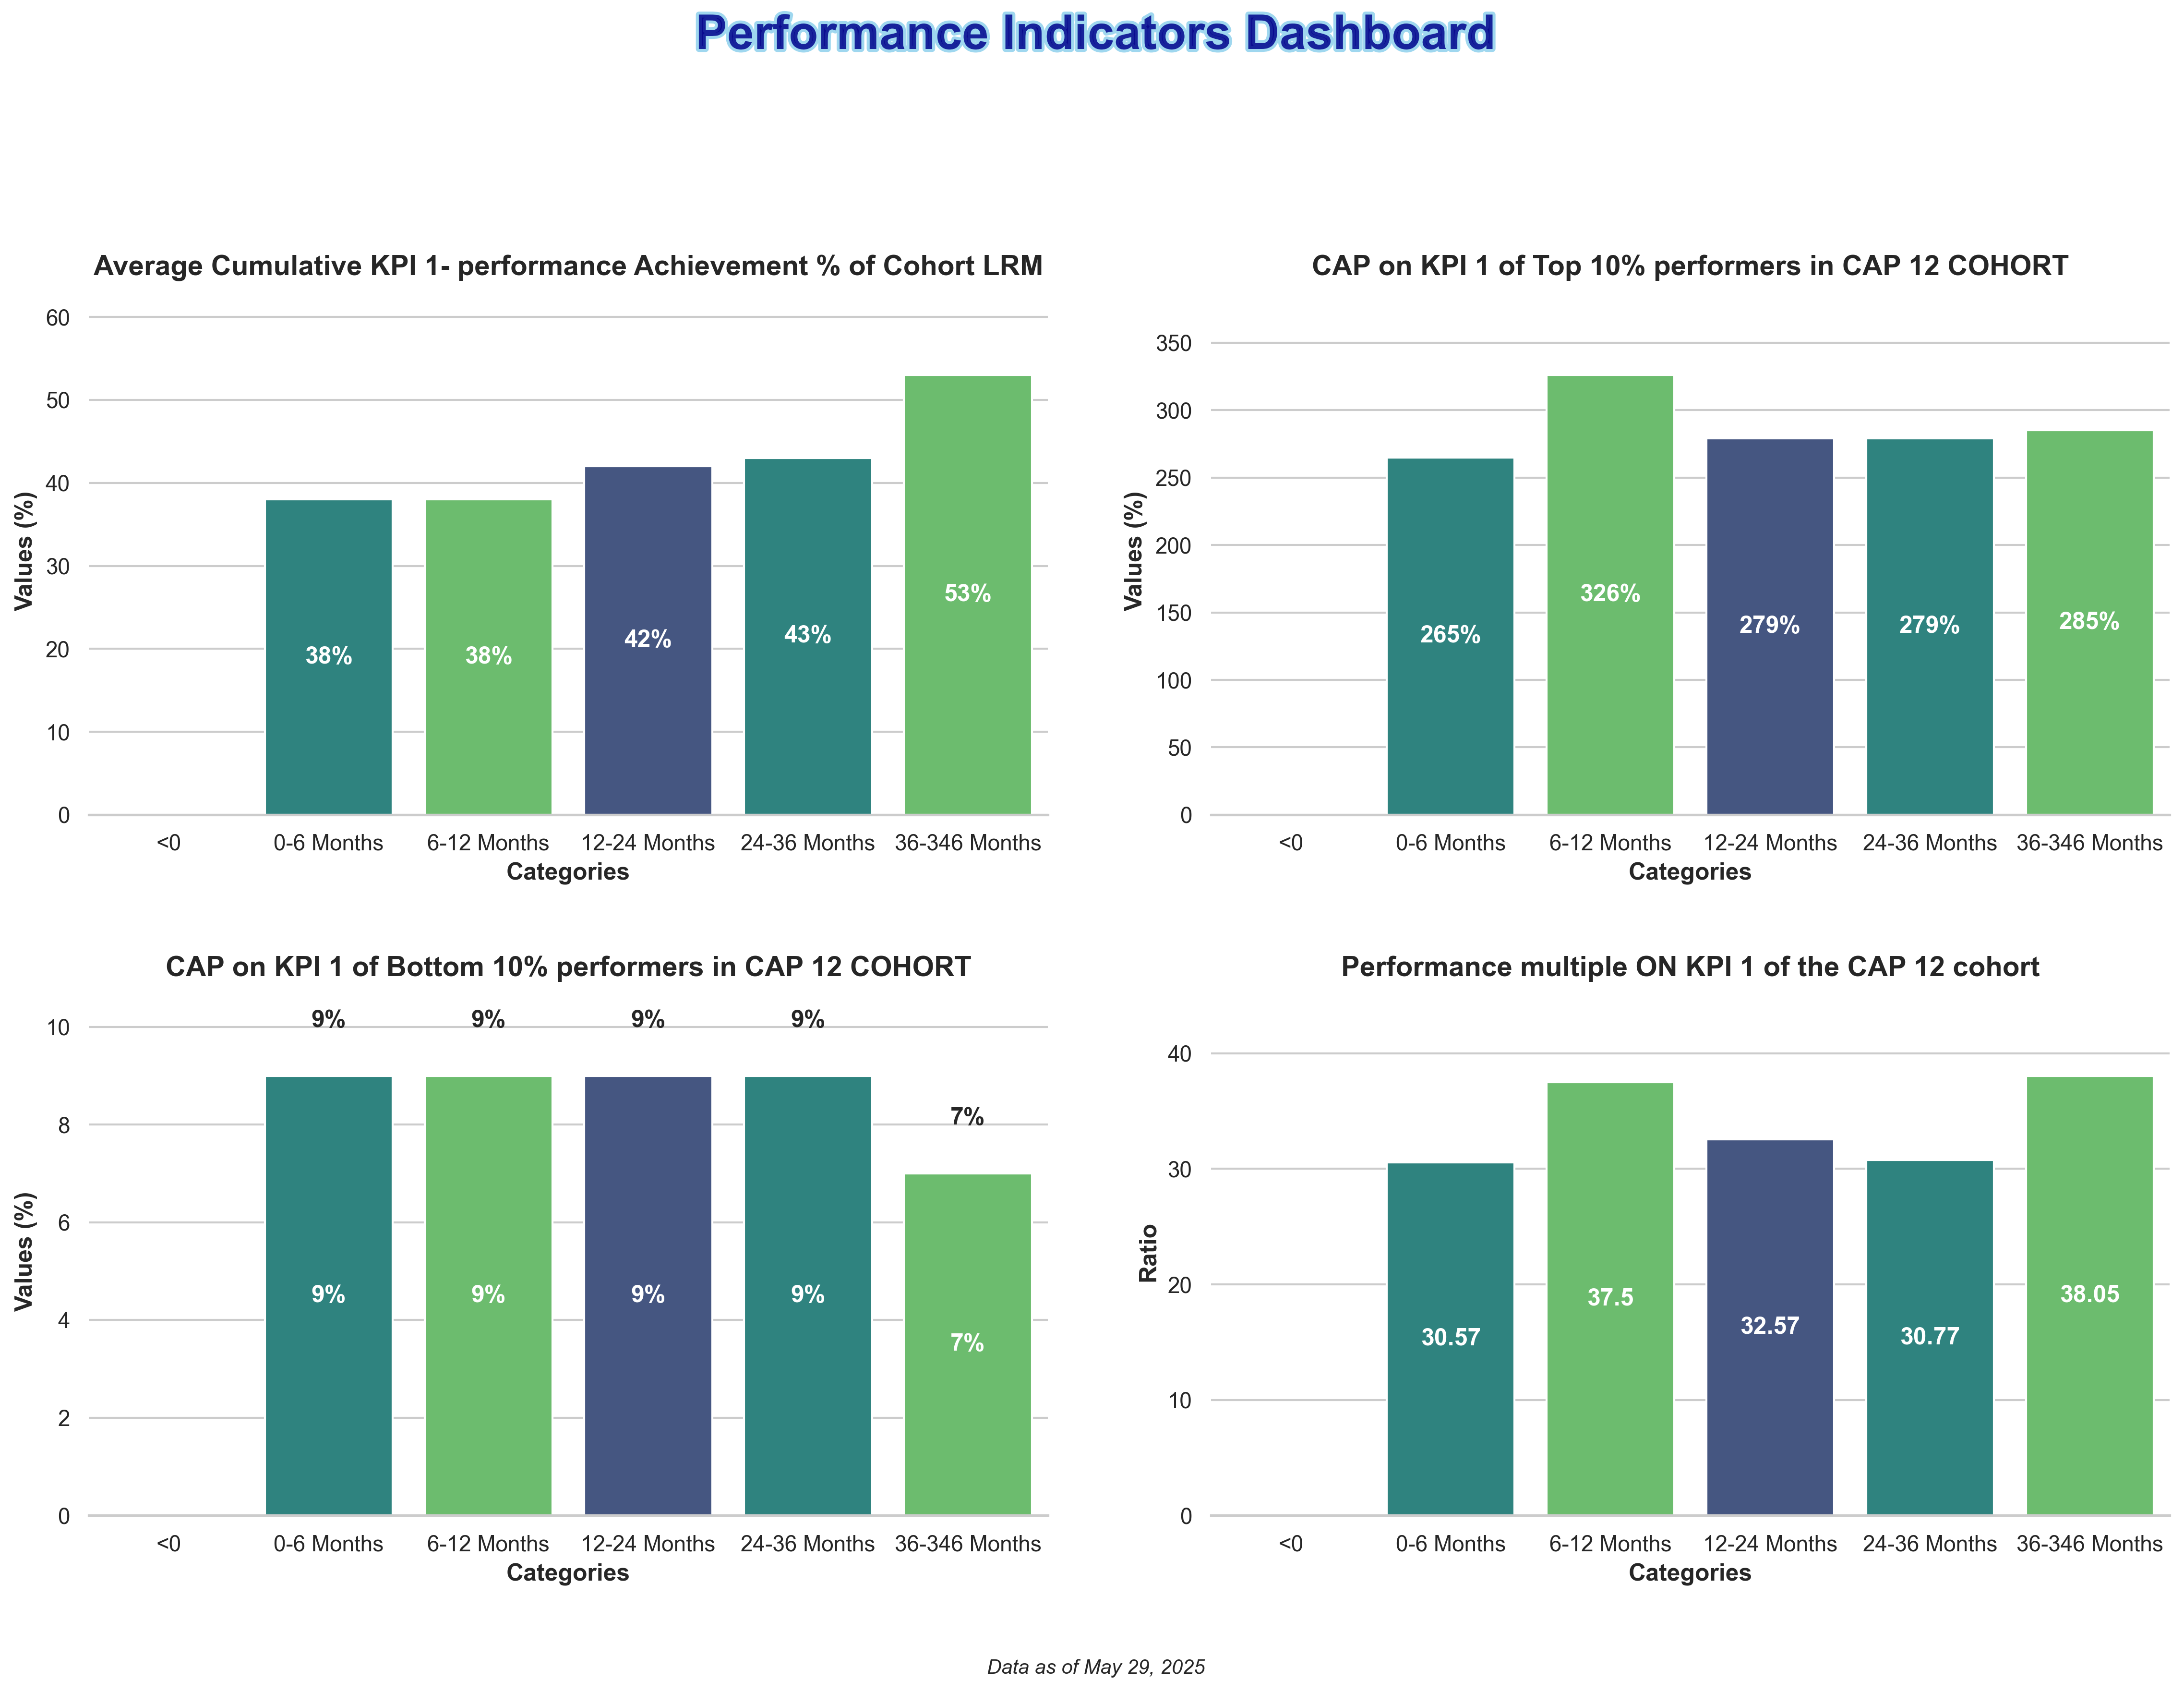 Performance Indicators Dashboard
Average Cumulative KPI 1- performance Achievement % of Cohort LRM
60
50
40
30
20
10
0
Values (%)
38%
38%
42%
43%
53%
<0
0-6 Months
6-12 Months
12-24 Months
24-36 Months
36-346 Months
Categories
CAP on KPI 1 of Top 10% performers in CAP 12 COHORT
350
300
250
200
150
100
50
0
Values (%)
265%
326%
279%
279%
285%
<0
0-6 Months
6-12 Months
12-24 Months
24-36 Months
36-346 Months
Categories
CAP on KPI 1 of Bottom 10% performers in CAP 12 COHORT
10
8
6
4
2
0
Values (%)
9%
9%
9%
9%
7%
9%
9%
9%
9%
7%
<0
0-6 Months
6-12 Months
12-24 Months
24-36 Months
36-346 Months
Categories
Performance multiple ON KPI 1 of the CAP 12 cohort
40
30
20
10
0
Ratio
30.57
37.5
32.57
30.77
38.05
<0
0-6 Months
6-12 Months
12-24 Months
24-36 Months
36-346 Months
Categories
Data as of May 29, 2025